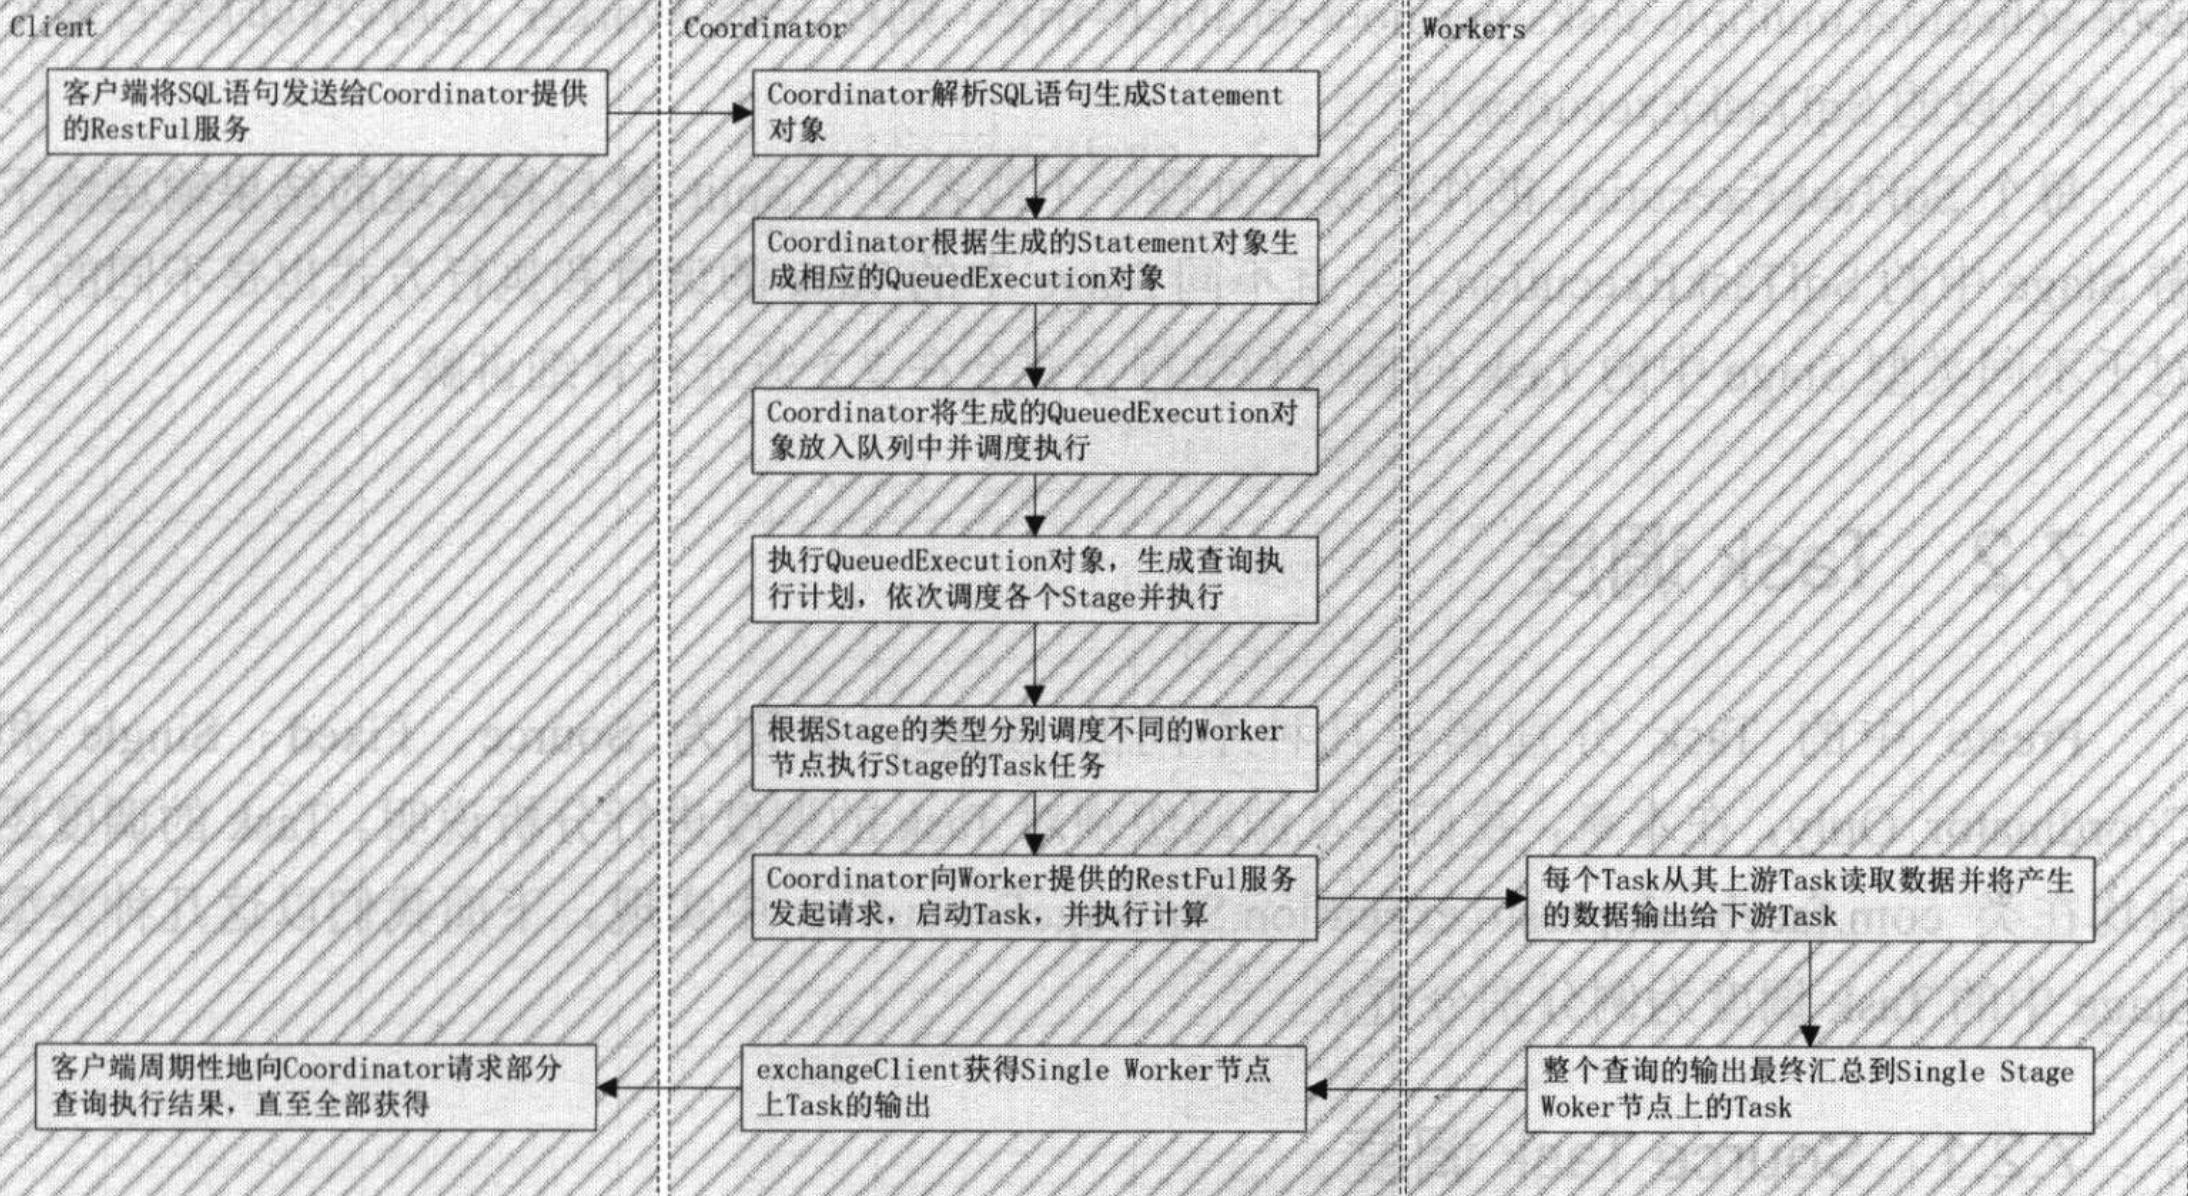 Client
Coordinator
Workers
客户端将SQL语句发送给Coordinator提供
的RestFul服务
Coordinator解析SQL语句生成Statement
对象
Coordinator根据生成的Statement对象生
成相应的QueuedExecution对象
Coordinator将生成的QueuedExecution对
象放入队列中并调度执行
执行QueuedExecution对象，生成查询执
行计划，依次调度各个Stage并执行
根据Stage的类型分别调度不同的Worker
节点执行Stage的Task任务
Coordinator向Worker提供的RestFul服务
发起请求，启动Task，并执行计算
每个Task从其上游Task读取数据并将产生
的数据输出给下游Task
整个查询的输出最终汇总到Single Stage
Woker节点上的Task
exchangeClient获得Single Worker节点
上Task的输出
客户端周期性地向Coordinator请求部分
查询执行结果，直至全部获得